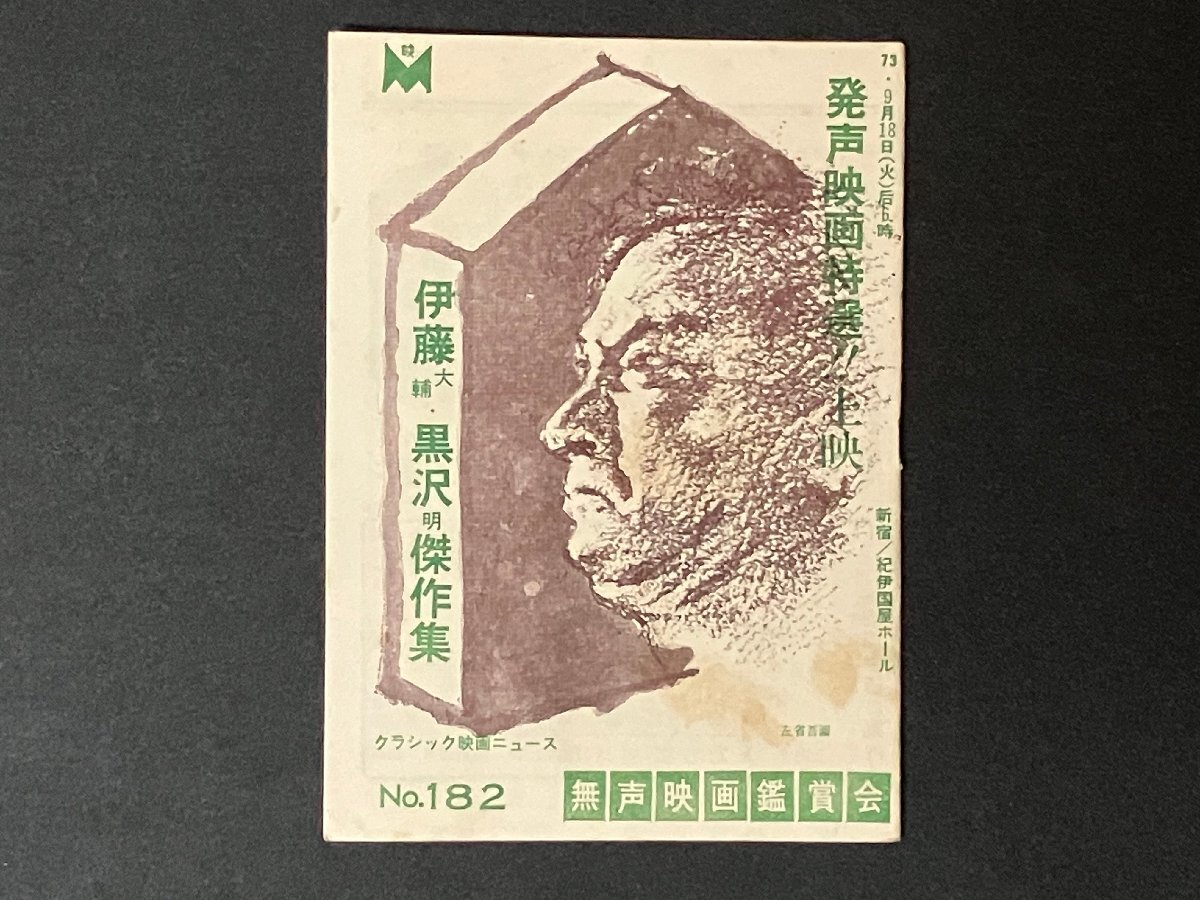 映
73・9月18日(火)后6時
発声映画特選!!上映
新宿/紀伊国屋ホール
伊藤大輔・黒沢明傑作集
クラシック映画ニュース
No.182
無声映画鑑賞会